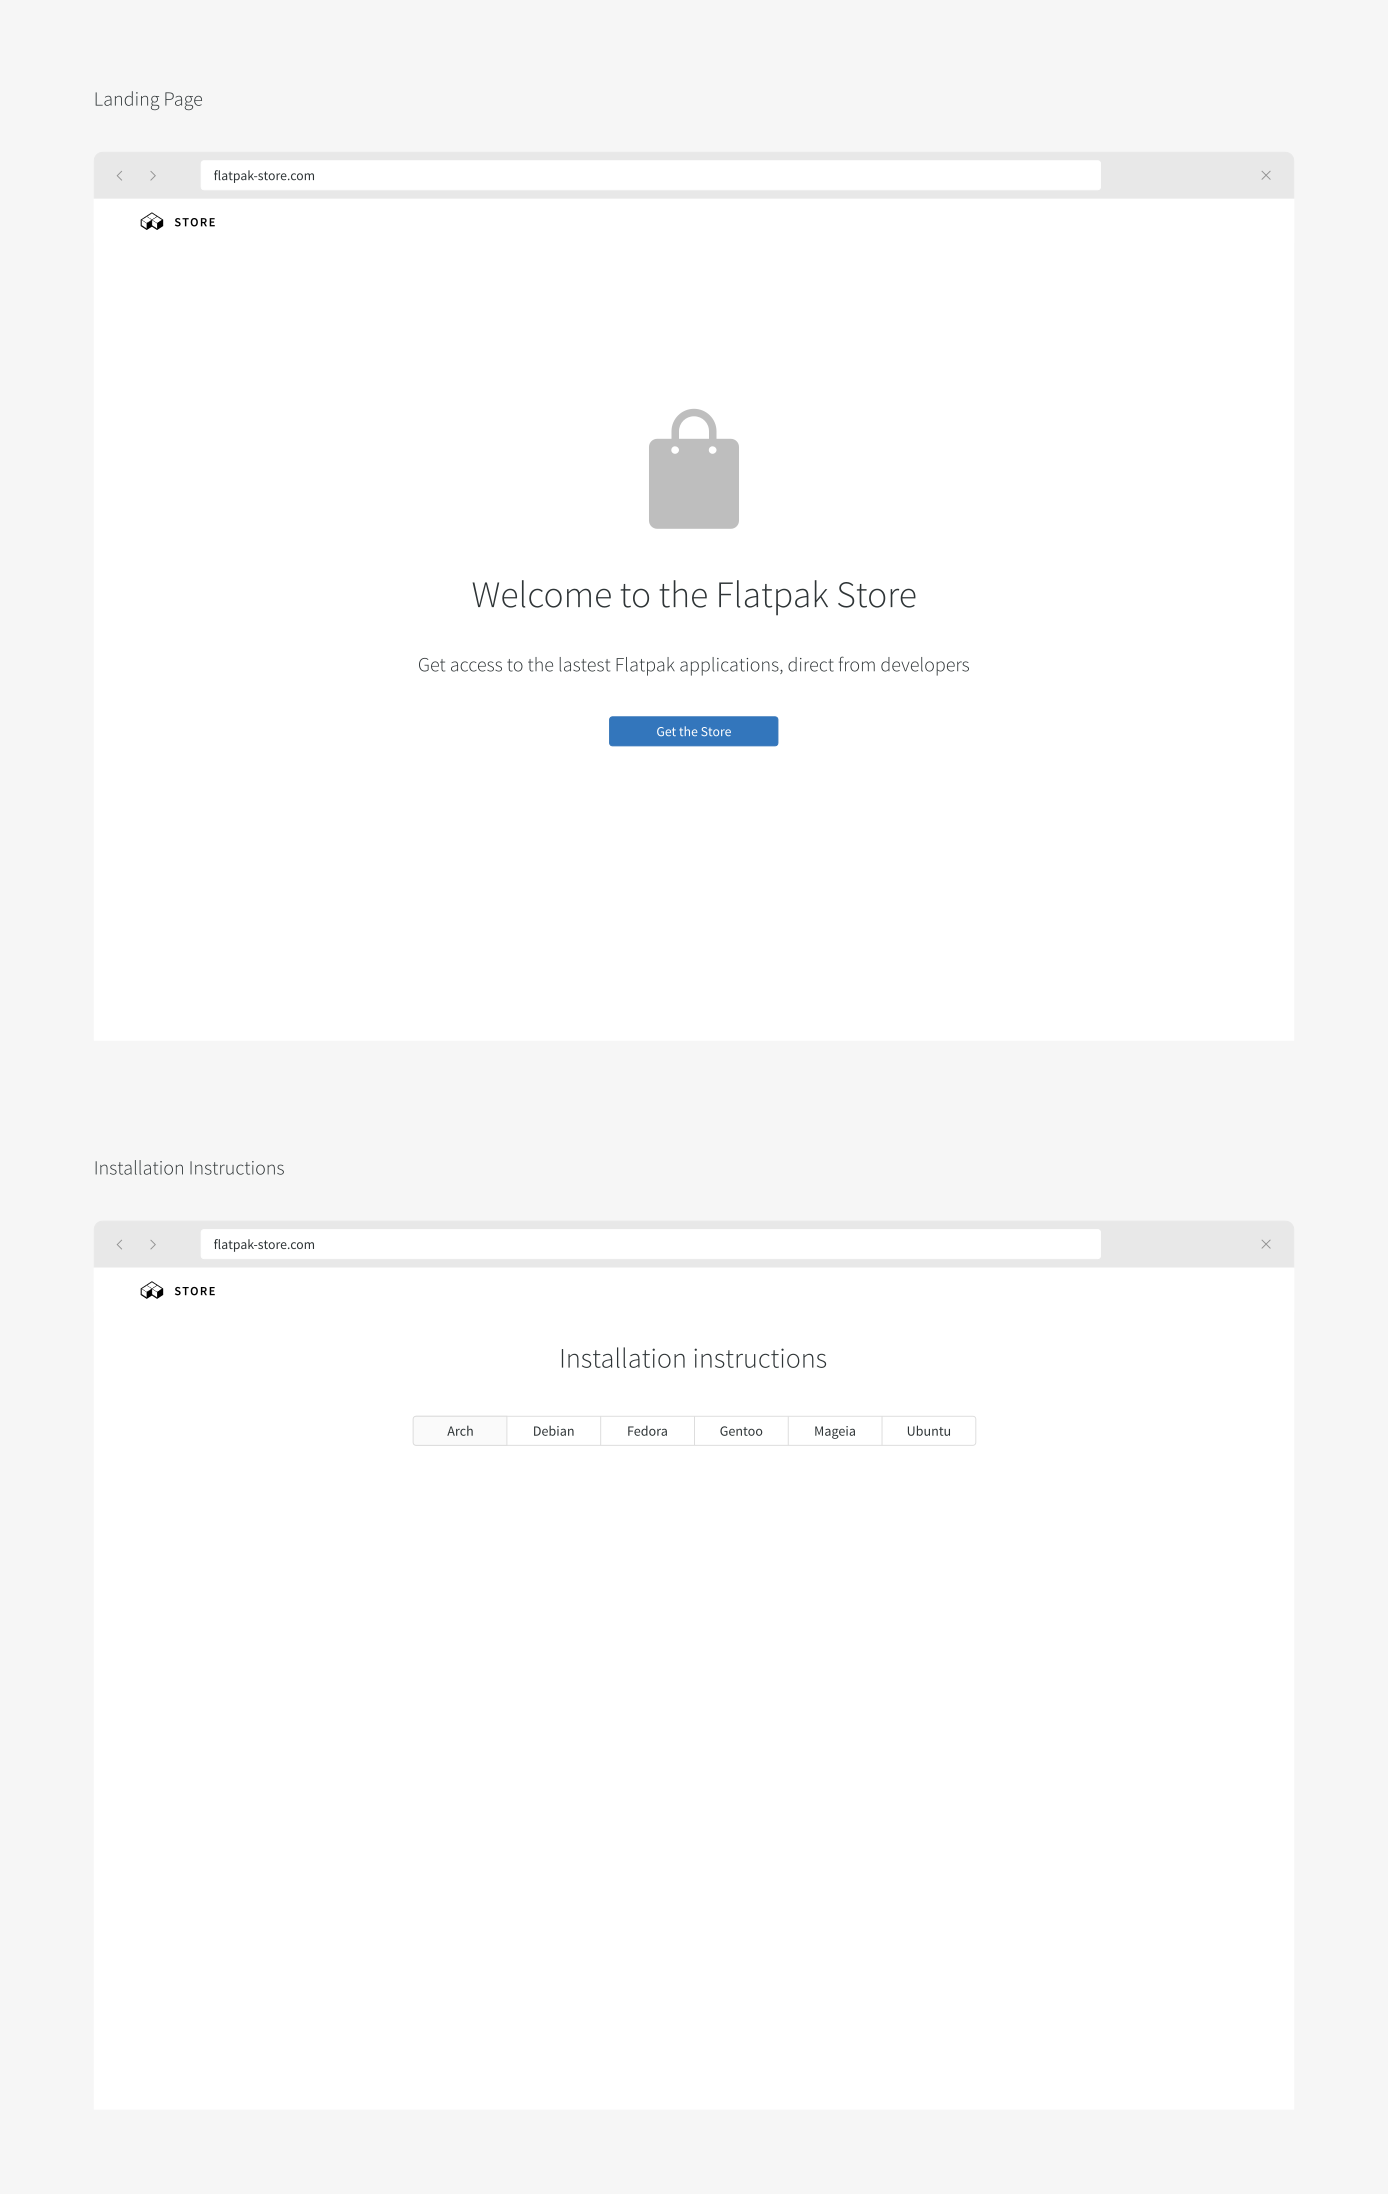 Landing Page
flatpak-store.com
STORE
Welcome to the Flatpak Store
Get access to the lastest Flatpak applications, direct from developers
Get the Store
Installation Instructions
flatpak-store.com
STORE
Installation instructions
Arch Debian Fedora Gentoo Mageia Ubuntu